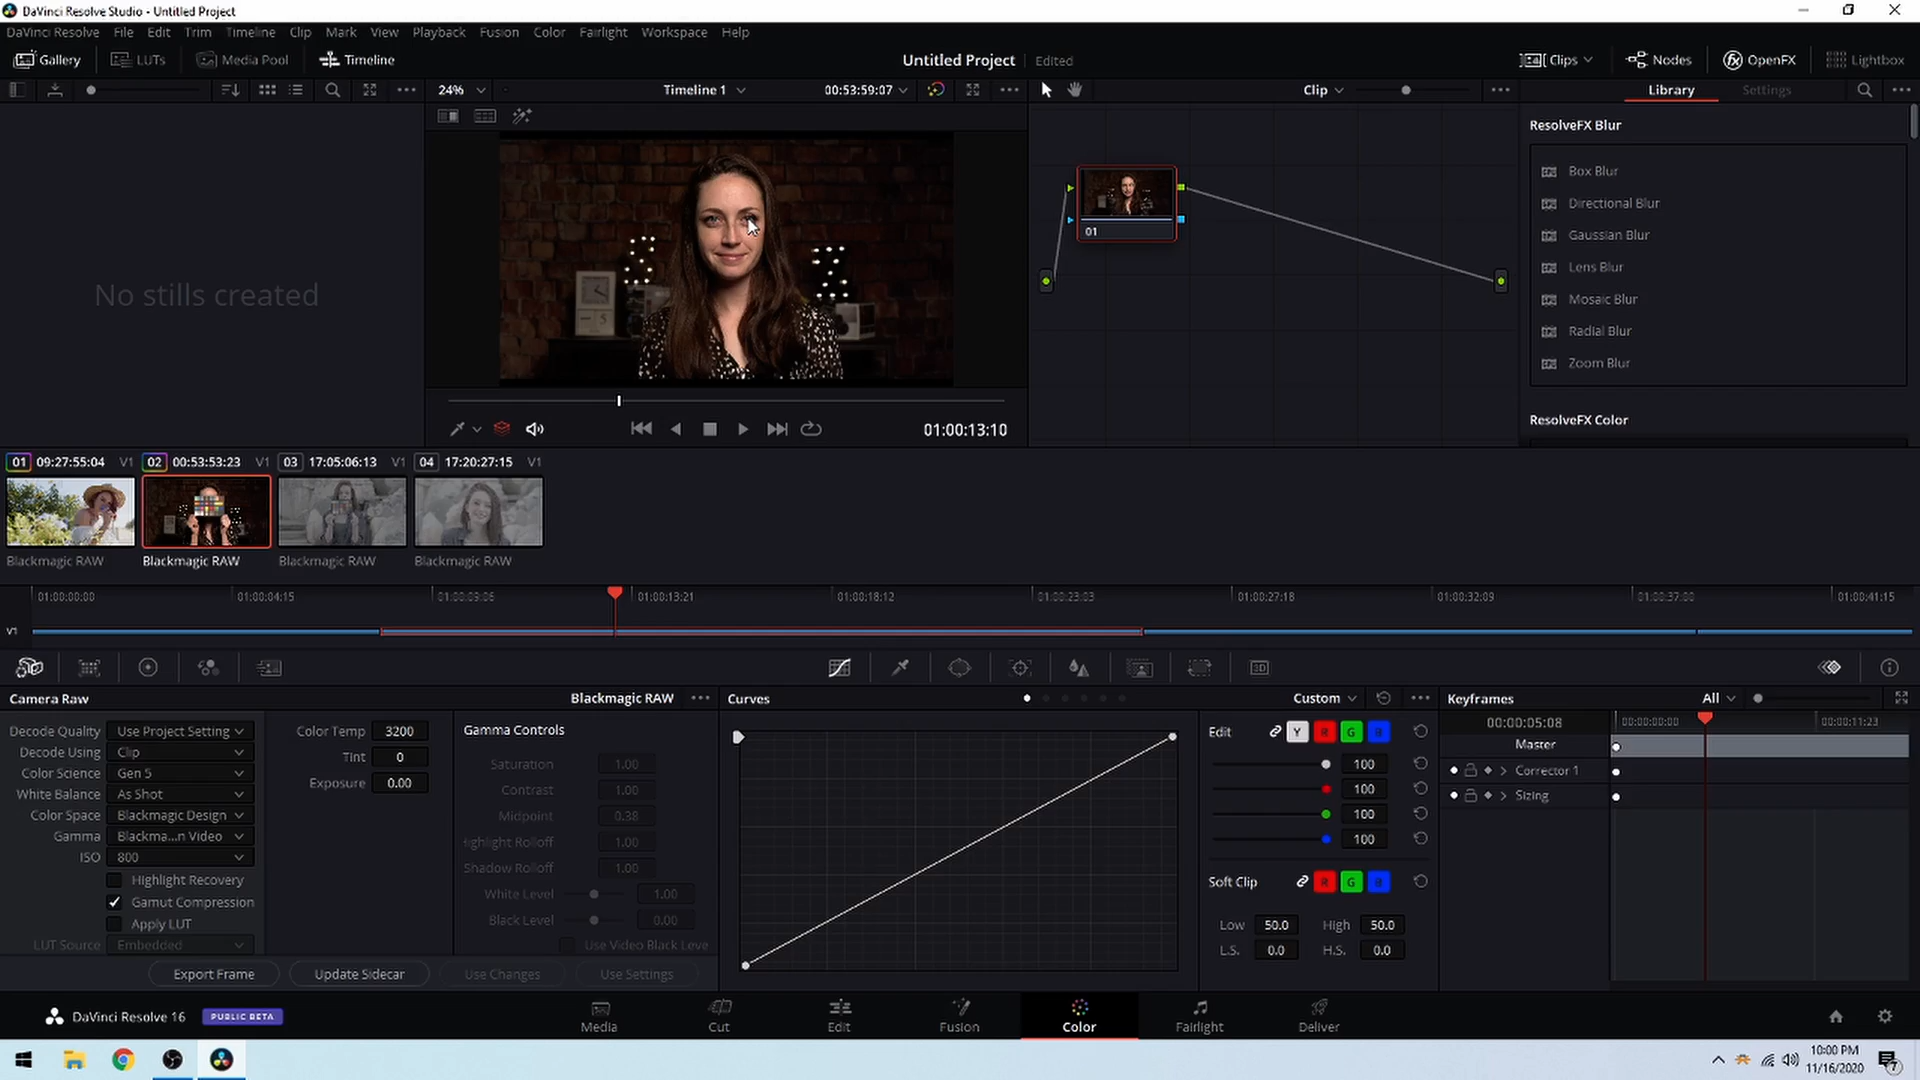 DaVinci Resolve Studio - Untitled Project
DaVinci Resolve File Edit Trim Timeline Clip Mark View Playback Fusion Color Fairlight Workspace Help
Gallery LUTs Media Pool Timeline Untitled Project Edited Clips Nodes OpenFX Lightbox
24% Timeline 1 00:53:59:07 Clip Library Settings
No stills created
01
01:00:13:10
ResolveFX Blur
Box Blur
Directional Blur
Gaussian Blur
Lens Blur
Mosaic Blur
Radial Blur
Zoom Blur
ResolveFX Color
01 09:27:55:04 V1 02 00:53:53:23 V1 03 17:05:06:13 V1 04 17:20:27:15 V1
Blackmagic RAW Blackmagic RAW Blackmagic RAW Blackmagic RAW
01:00:00:00 01:00:04:15 01:00:09:06 01:00:13:21 01:00:18:12 01:00:23:03 01:00:27:18 01:00:32:09 01:00:37:00 01:00:41:15
V1
3D
Camera Raw Blackmagic RAW
Decode Quality Use Project Setting
Decode Using Clip
Color Science Gen 5
White Balance As Shot
Color Space Blackmagic Design
Gamma Blackma...n Video
ISO 800
Highlight Recovery
Gamut Compression
Apply LUT
LUT Source Embedded
Color Temp 3200
Tint 0
Exposure 0.00
Gamma Controls
Saturation 1.00
Contrast 1.00
Midpoint 0.38
Highlight Rolloff 1.00
Shadow Rolloff 1.00
White Level 1.00
Black Level 0.00
Use Video Black Leve
Export Frame Update Sidecar Use Changes Use Settings
Curves Custom
Edit Y R G B
100
100
100
100
Soft Clip R G B
Low 50.0 High 50.0
L.S. 0.0 H.S. 0.0
Keyframes All
00:00:05:08 00:00:00:00 00:00:11:23
Master
Corrector 1
Sizing
DaVinci Resolve 16 PUBLIC BETA
Media Cut Edit Fusion Color Fairlight Deliver
10:00 PM
11/16/2020
7